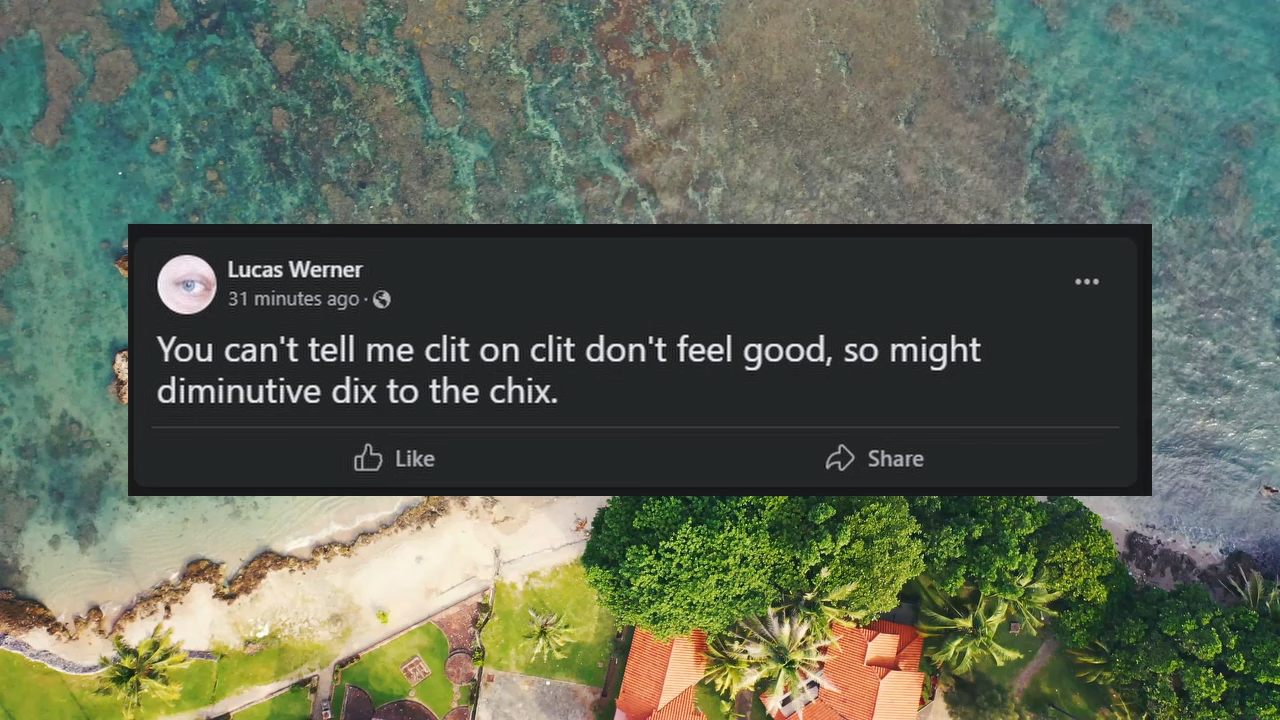 Lucas Werner
31 minutes ago ·
You can't tell me clit on clit don't feel good, so might
diminutive dix to the chix.
Like
Share